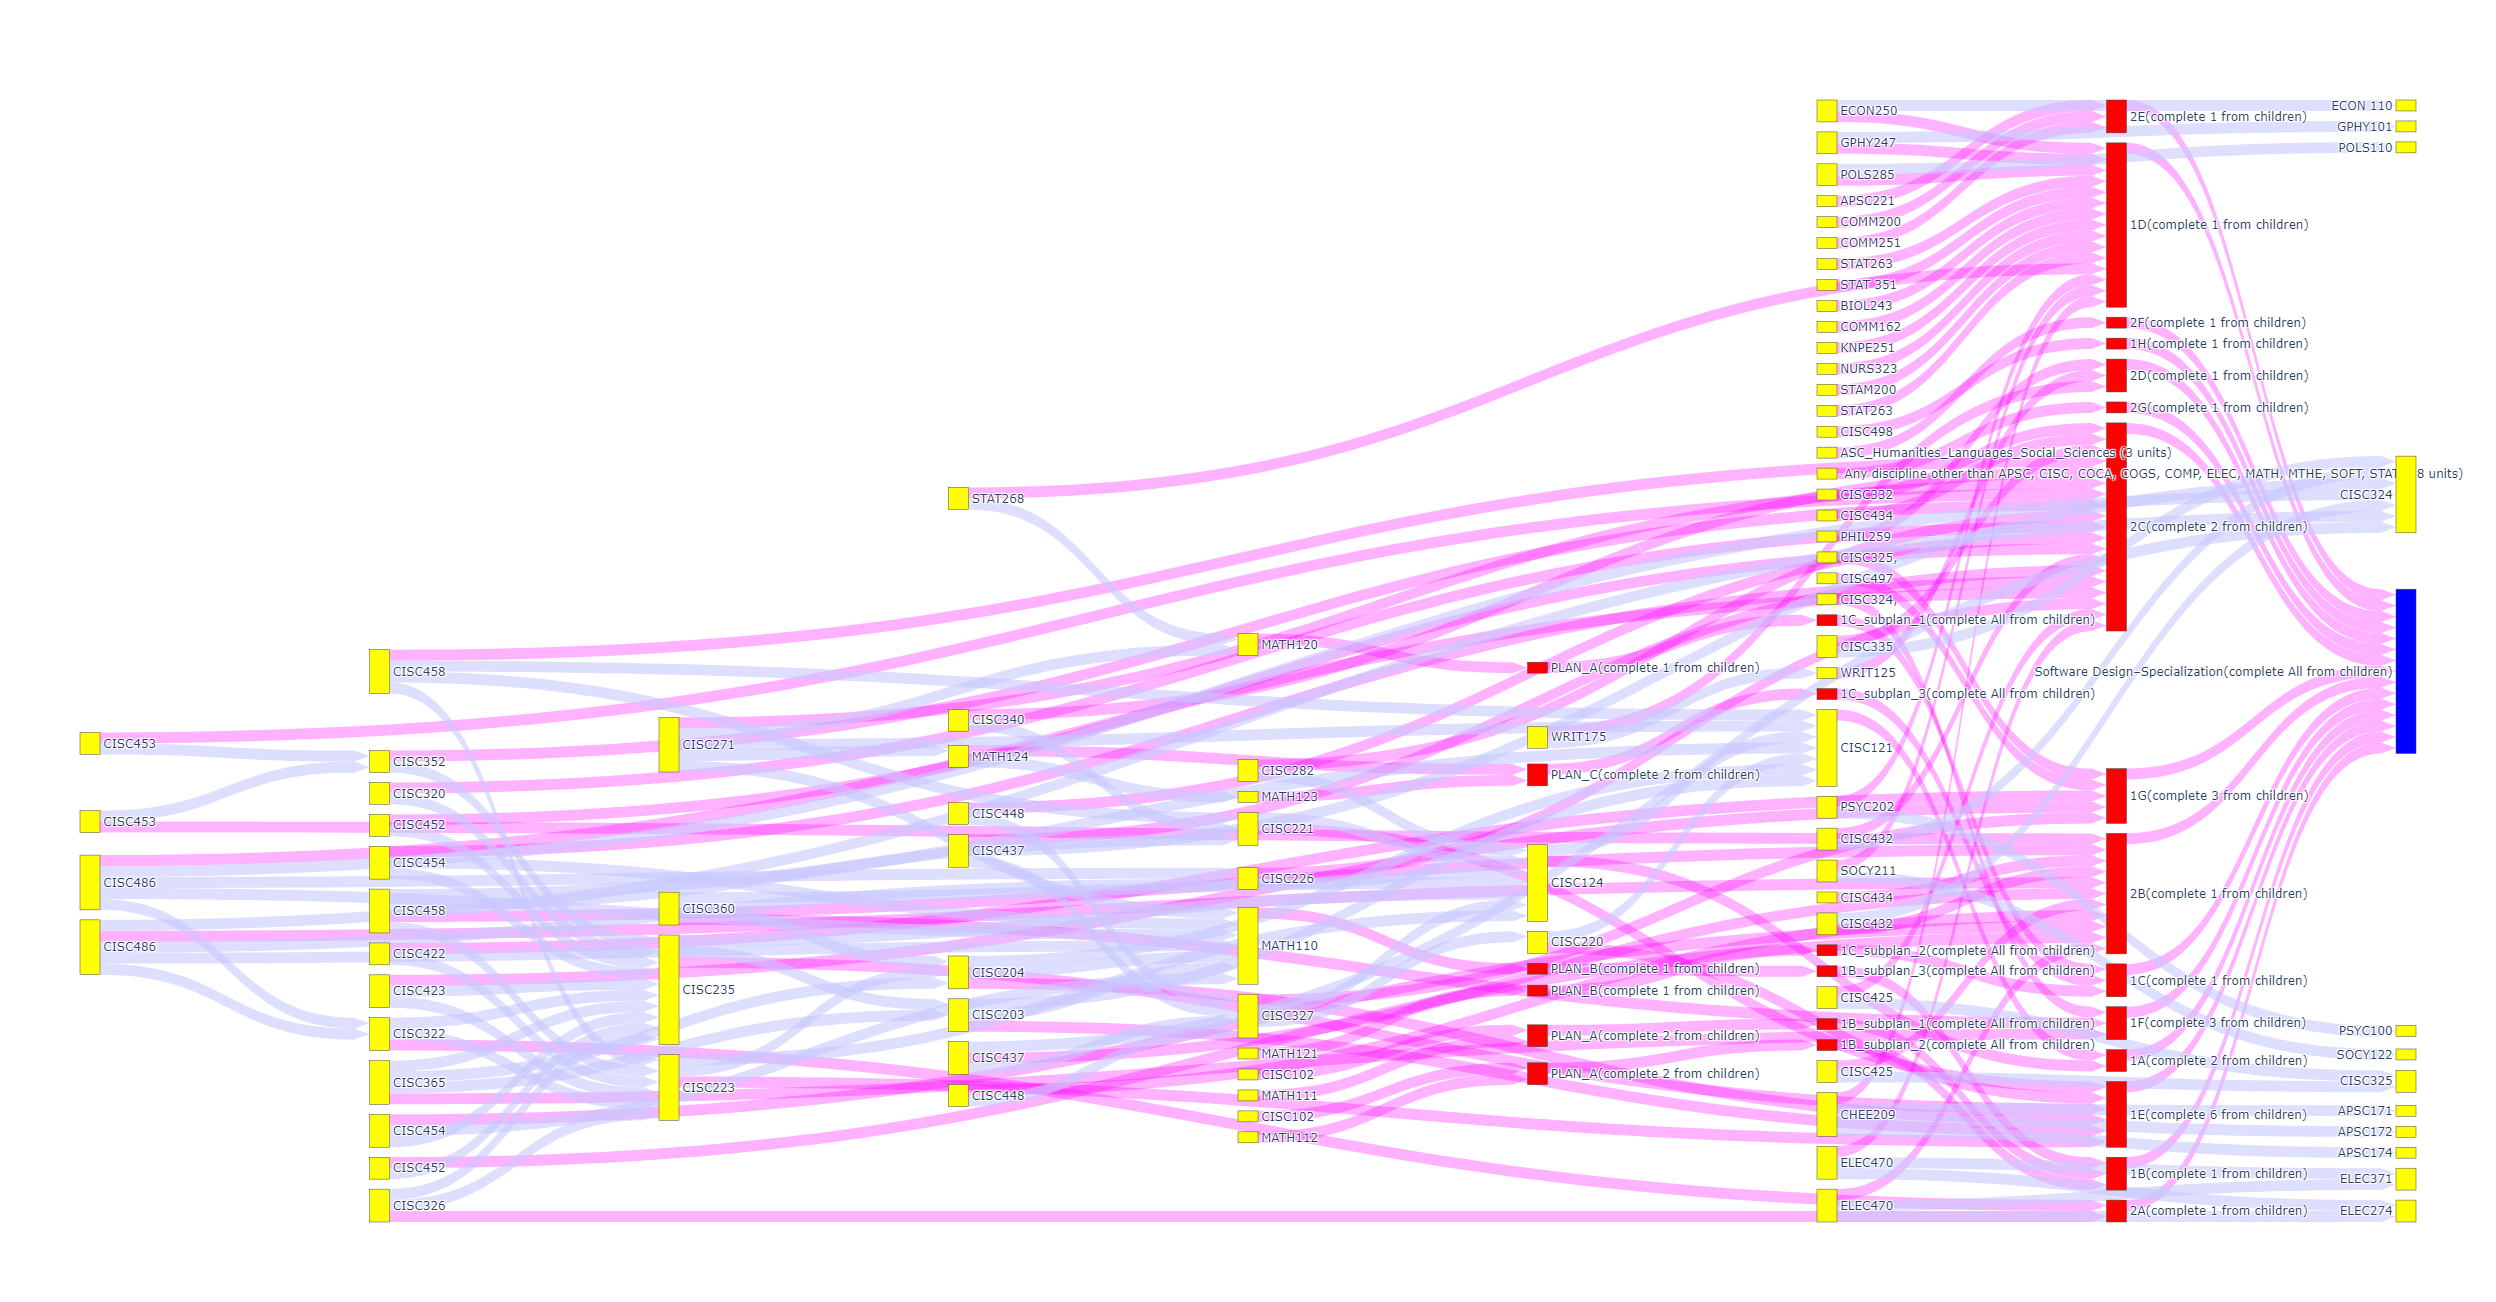 CISC453
CISC453
CISC486
CISC486
CISC458
CISC352
CISC320
CISC452
CISC454
CISC458
CISC422
CISC423
CISC322
CISC365
CISC454
CISC452
CISC326
CISC271
CISC360
CISC235
CISC223
STAT268
CISC340
MATH124
CISC448
CISC437
CISC204
CISC203
CISC437
CISC448
MATH120
CISC282
MATH123
CISC221
CISC226
MATH110
CISC327
MATH121
CISC102
MATH111
CISC102
MATH112
PLAN_A(complete 1 from children)
WRIT175
PLAN_C(complete 2 from children)
CISC124
CISC220
PLAN_B(complete 1 from children)
PLAN_B(complete 1 from children)
PLAN_A(complete 2 from children)
PLAN_A(complete 2 from children)
ECON250
GPHY247
POLS285
APSC221
COMM200
COMM251
STAT263
STAT 351
BIOL243
COMM162
KNPE251
NURS323
STAM200
STAT263
CISC498
ASC_Humanities_Languages_Social_Sciences (3 units)
Any discipline other than APSC, CISC, COCA, COGS, COMP, ELEC, MATH, MTHE, SOFT, STAT 8 units)
CISC332
CISC434
PHIL259
CISC325,
CISC497
CISC324,
1C_subplan_1(complete All from children)
CISC335
WRIT125
1C_subplan_3(complete All from children)
CISC121
PSYC202
CISC432
SOCY211
CISC434
CISC432
1C_subplan_2(complete All from children)
1B_subplan_3(complete All from children)
CISC425
1B_subplan_1(complete All from children)
1B_subplan_2(complete All from children)
CISC425
CHEE209
ELEC470
ELEC470
2E(complete 1 from children)
1D(complete 1 from children)
2F(complete 1 from children)
1H(complete 1 from children)
2D(complete 1 from children)
2G(complete 1 from children)
2C(complete 2 from children)
1G(complete 3 from children)
2B(complete 1 from children)
1C(complete 1 from children)
1F(complete 3 from children)
1A(complete 2 from children)
1E(complete 6 from children)
1B(complete 1 from children)
2A(complete 1 from children)
ECON 110
GPHY101
POLS110
CISC324
Software Design–Specialization(complete All from children)
PSYC100
SOCY122
CISC325
APSC171
APSC172
APSC174
ELEC371
ELEC274